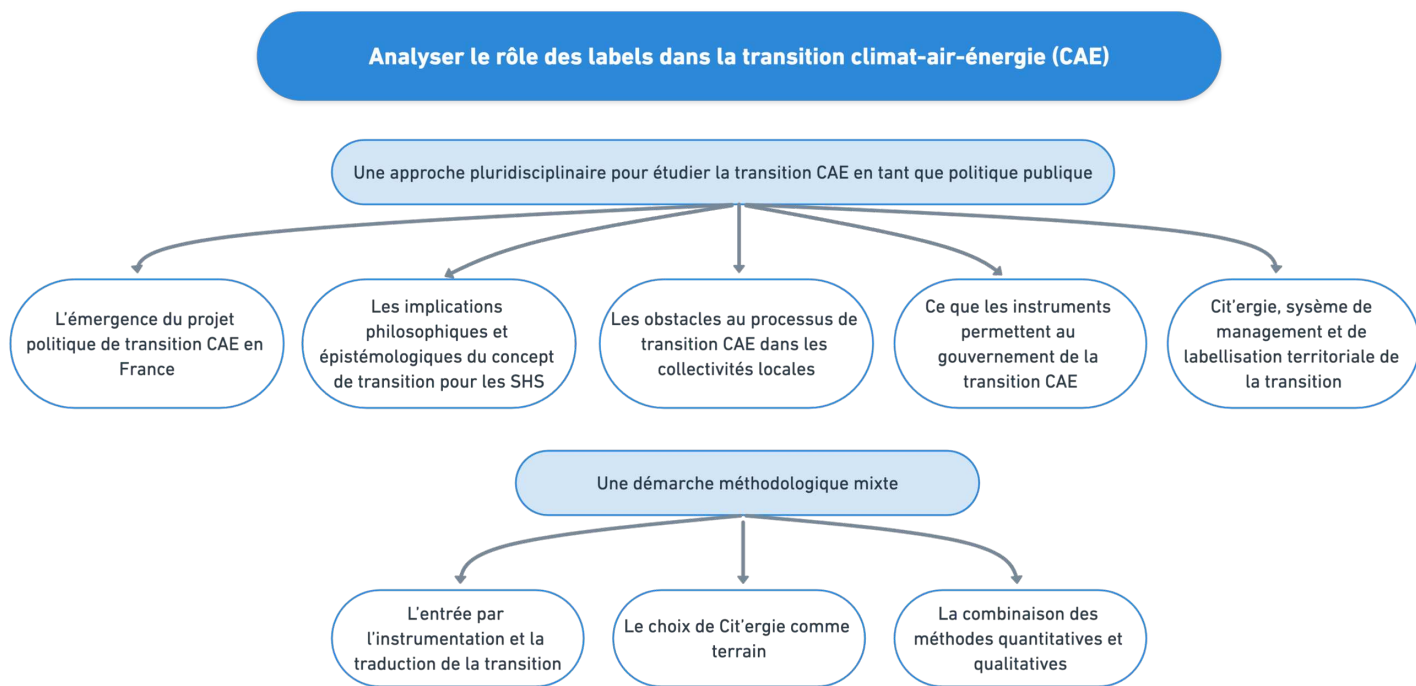 Analyser le rôle des labels dans la transition climat-air-énergie (CAE)
Une approche pluridisciplinaire pour étudier la transition CAE en tant que politique publique
L'émergence du projet
politique de transition CAE en
France
Les implications
philosophiques et
épistémologiques du concept
de transition pour les SHS
Les obstacles au processus de
transition CAE dans les
collectivités locales
Ce que les instruments
permettent au
gouvernement de la
transition CAE
Cit'ergie, sysème de
management et de
labellisation territoriale de
la transition
Une démarche méthodologique mixte
L'entrée par
l'instrumentation et la
traduction de la transition
Le choix de Cit'ergie comme
terrain
La combinaison des
méthodes quantitatives et
qualitatives